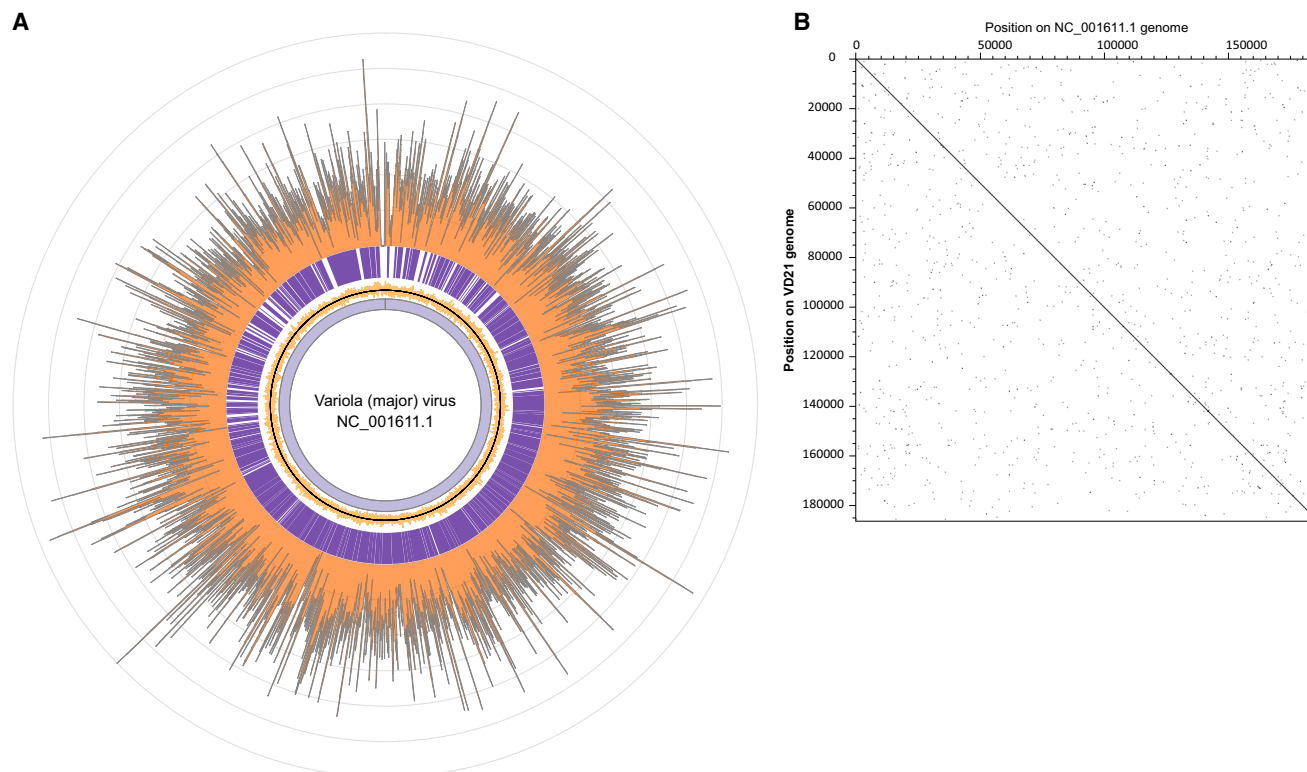 A
Variola (major) virus
NC_001611.1
B
Position on NC_001611.1 genome
0 50000 100000 150000
Position on VD21 genome
0
20000
40000
60000
80000
100000
120000
140000
160000
180000